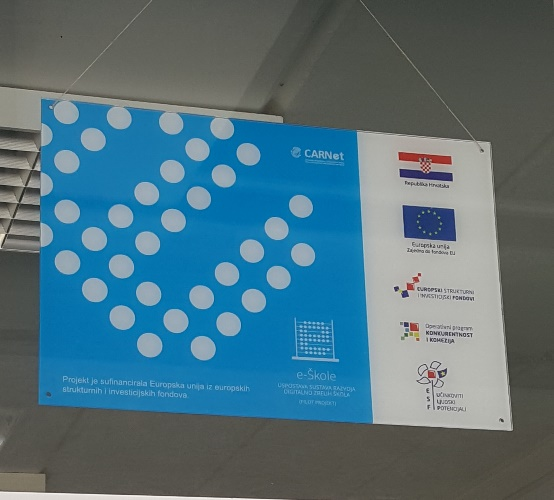 CARNet
Projekt je sufinancirala Europska unija iz europskih
strukturnih i investicijskih fondova.
e-Škole
USPOSTAVA SUSTAVA RAZVOJA
DIGITALNO ZRELIH ŠKOLA
(PILOT PROJEKT)
Republika Hrvatska
Europska unija
Zajedno do fondova EU
EUROPSKI STRUKTURNI
I INVESTICIJSKI FONDOVI
Operativni program
KONKURENTNOST
I KOHEZIJA
E
S
F
UČINKOVITI
LJUDSKI
POTENCIJALI